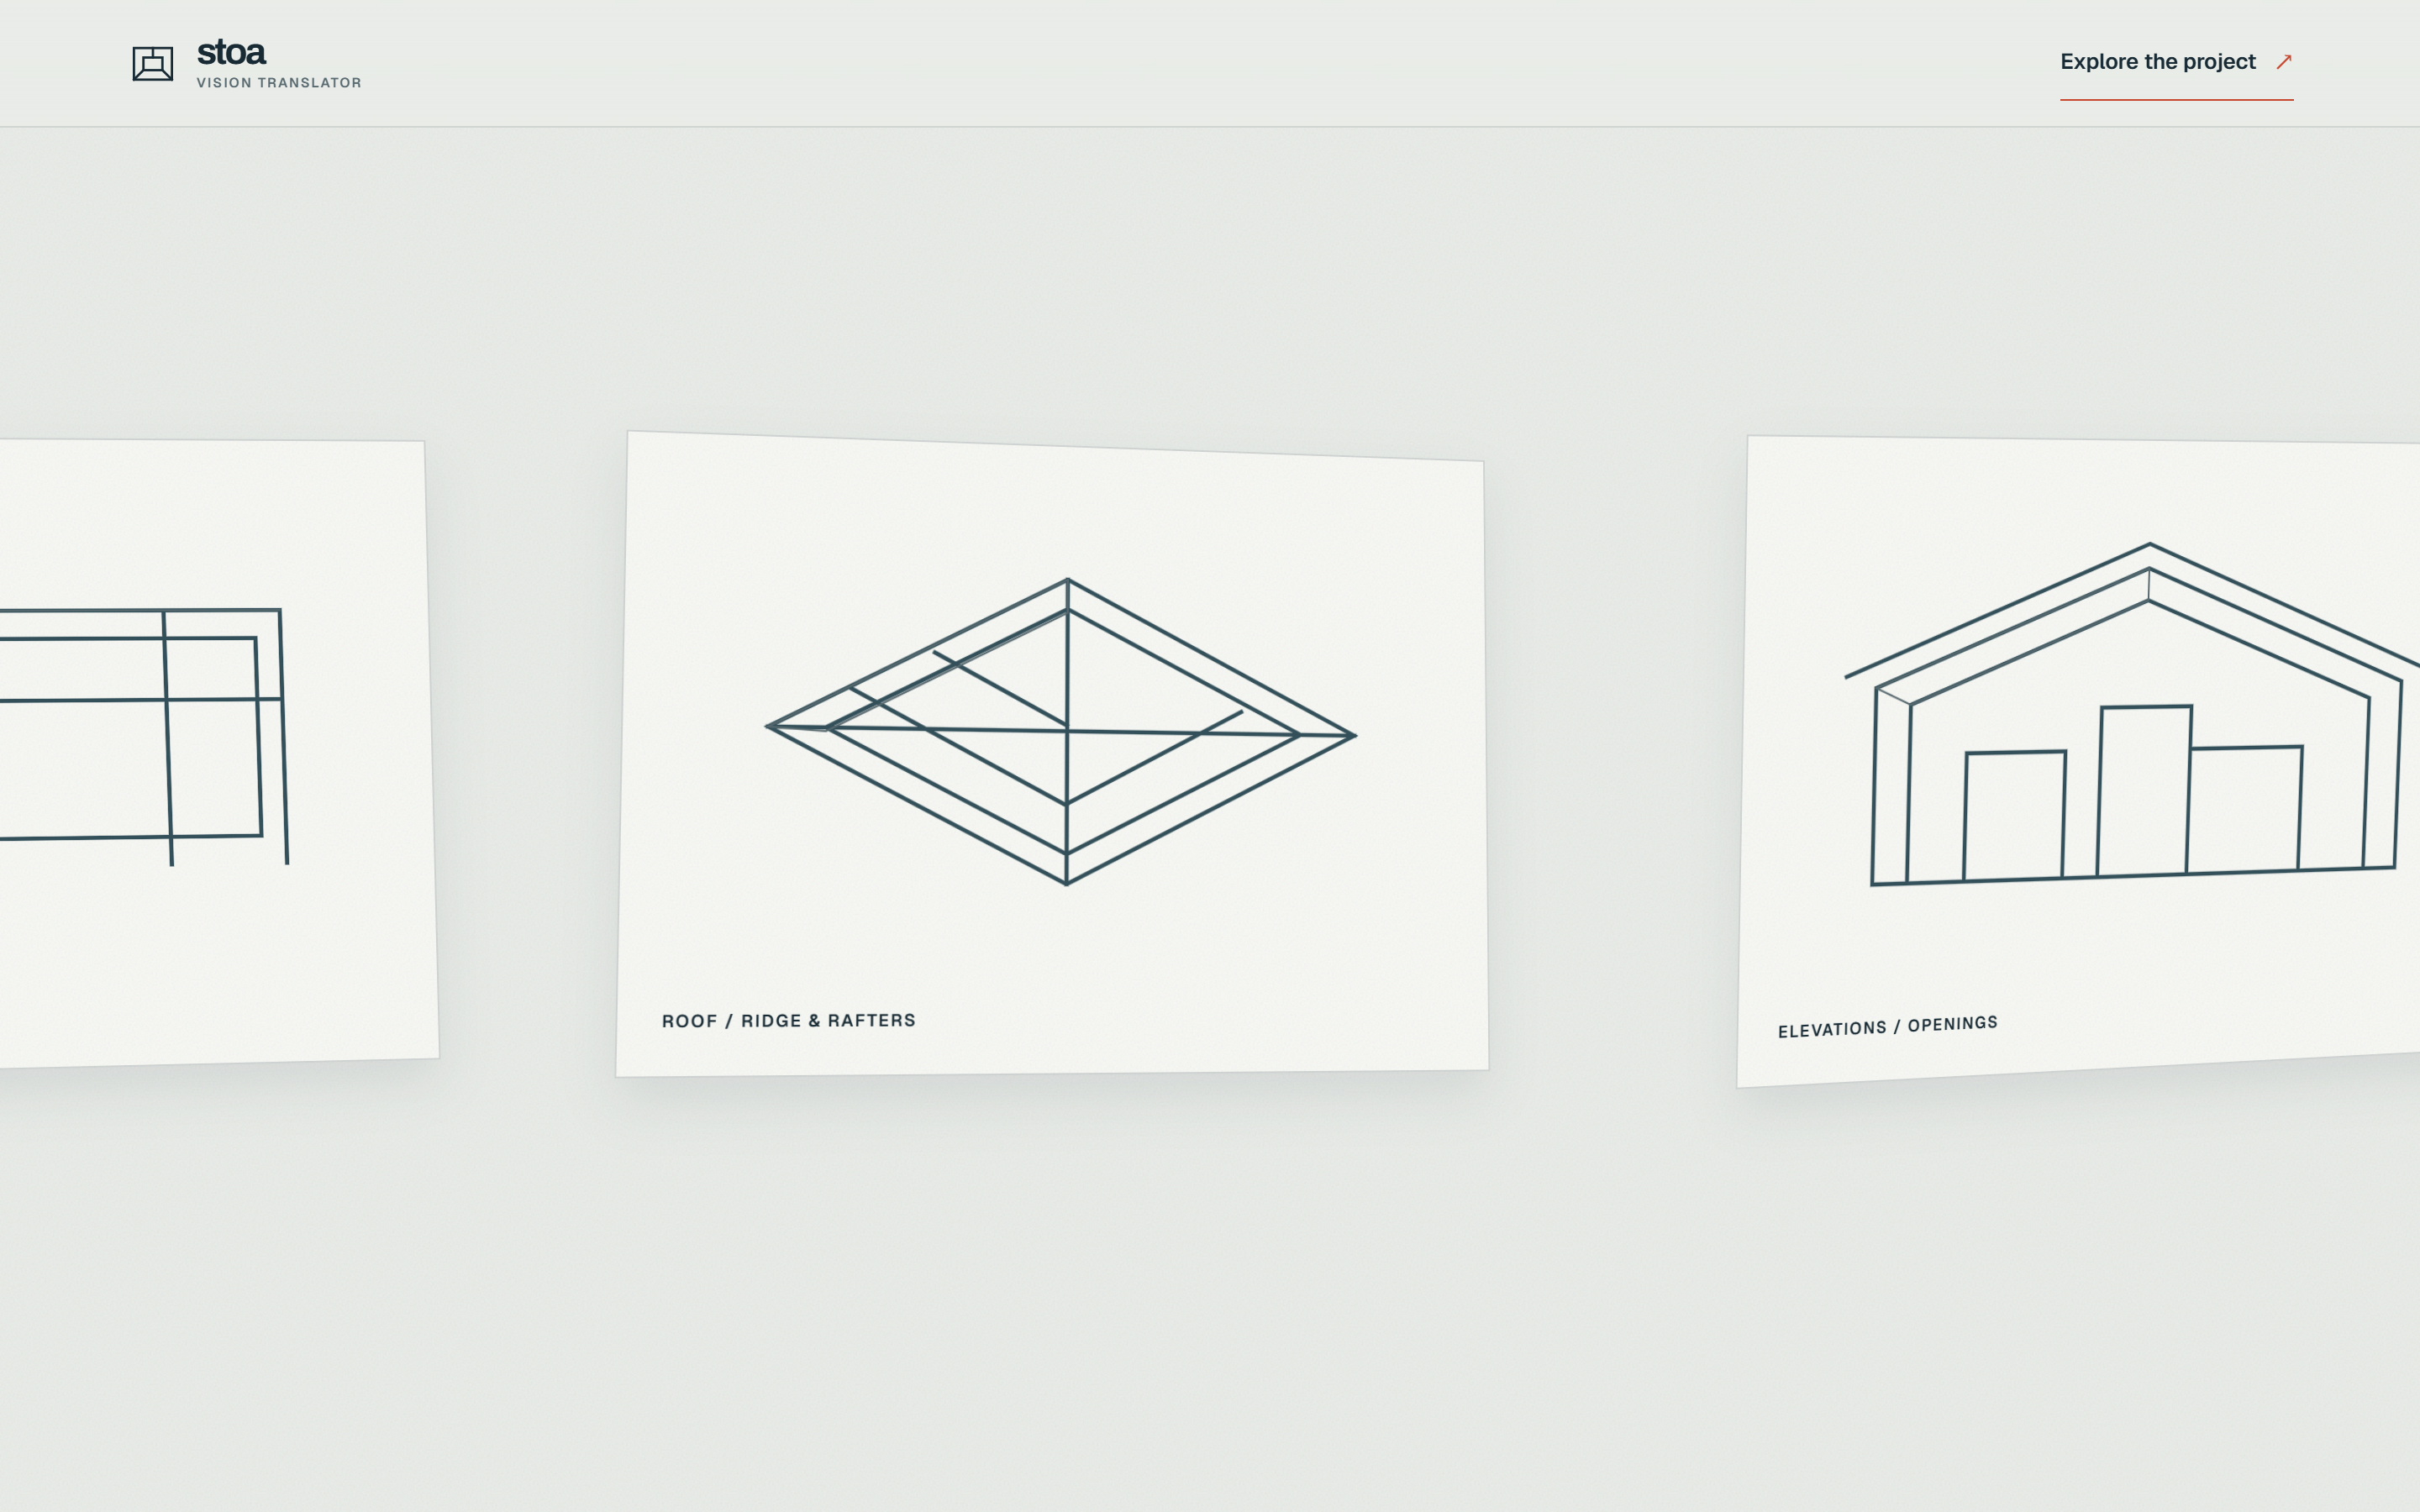 stoa
VISION TRANSLATOR
Explore the project ↗
ROOF / RIDGE & RAFTERS
ELEVATIONS / OPENINGS